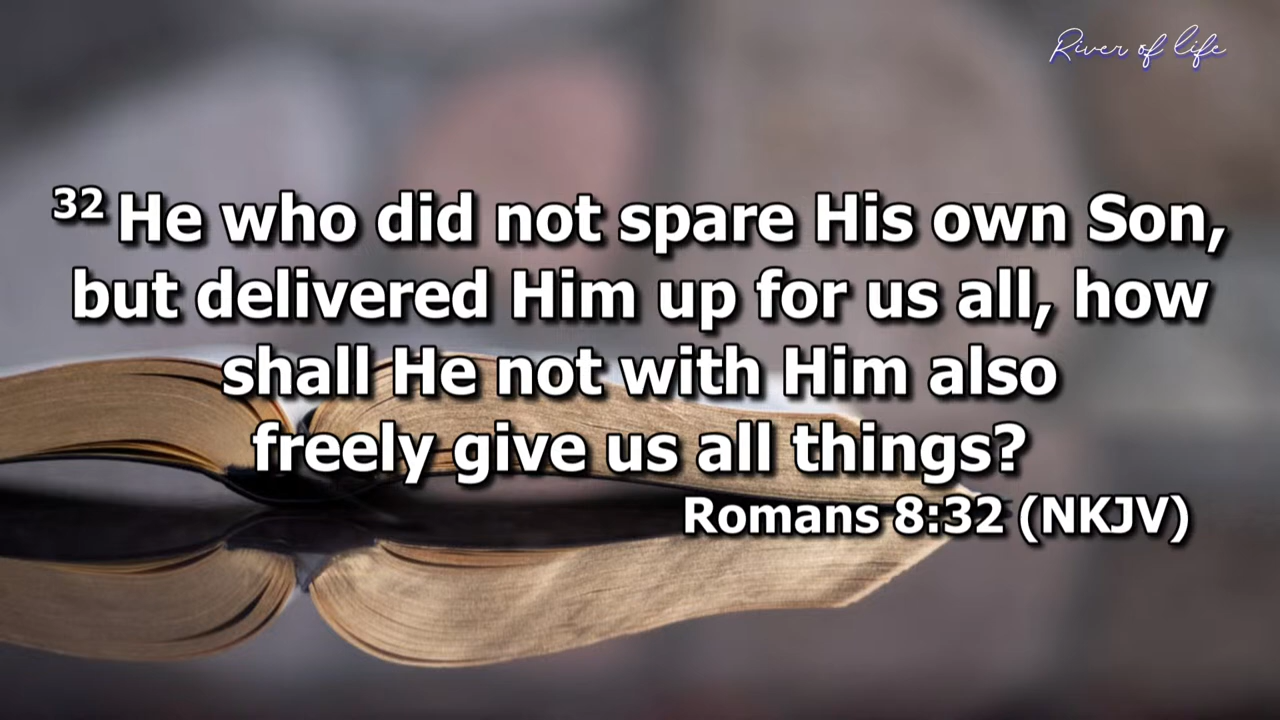 River of life
32 He who did not spare His own Son,
but delivered Him up for us all, how
shall He not with Him also
freely give us all things?
Romans 8:32 (NKJV)